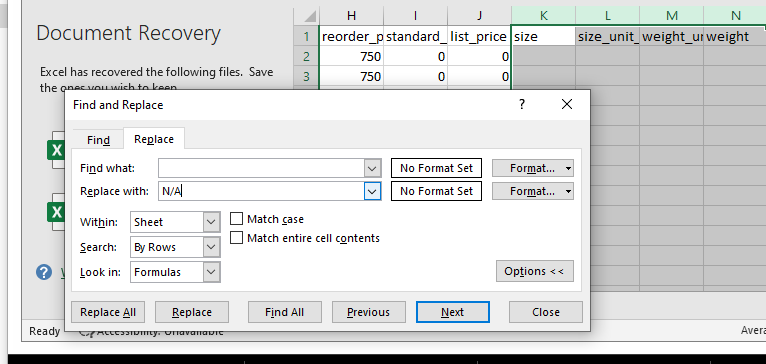 Document Recovery
Excel has recovered the following files. Save
the ones you wish to keep.
H I J K L M N
1 reorder_p standard_ list_price size size_unit_ weight_un weight
2 750 0 0
3 750 0 0
Find and Replace ? ×
Find Replace
Find what: No Format Set Format...
Replace with: N/A No Format Set Format...
Within: Sheet Match case
Match entire cell contents
Search: By Rows
Look in: Formulas Options <<
Replace All Replace Find All Previous Next Close
Ready Accessibility: Unavailable Avera